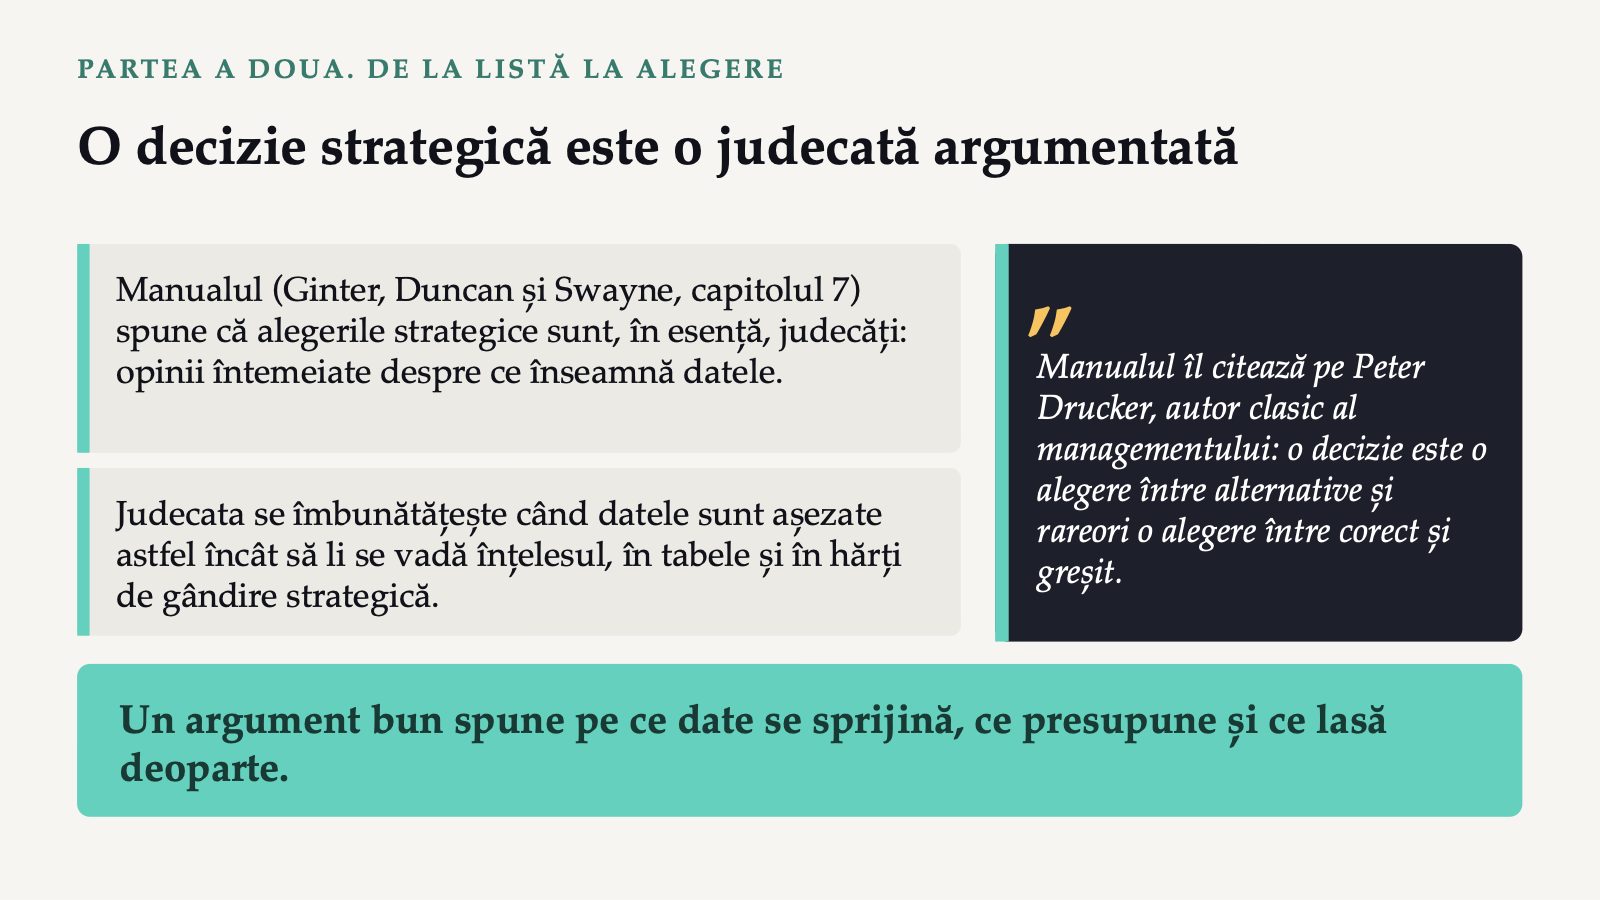 PARTEA A DOUA. DE LA LISTĂ LA ALEGERE
O decizie strategică este o judecată argumentată
Manualul (Ginter, Duncan și Swayne, capitolul 7)
spune că alegerile strategice sunt, în esență, judecăți:
opinii întemeiate despre ce înseamnă datele.
Judecata se îmbunătățește când datele sunt așezate
astfel încât să li se vadă înțelesul, în tabele și în hărți
de gândire strategică.
”
Manualul îl citează pe Peter
Drucker, autor clasic al
managementului: o decizie este o
alegere între alternative și
rareori o alegere între corect și
greșit.
Un argument bun spune pe ce date se sprijină, ce presupune și ce lasă
deoparte.